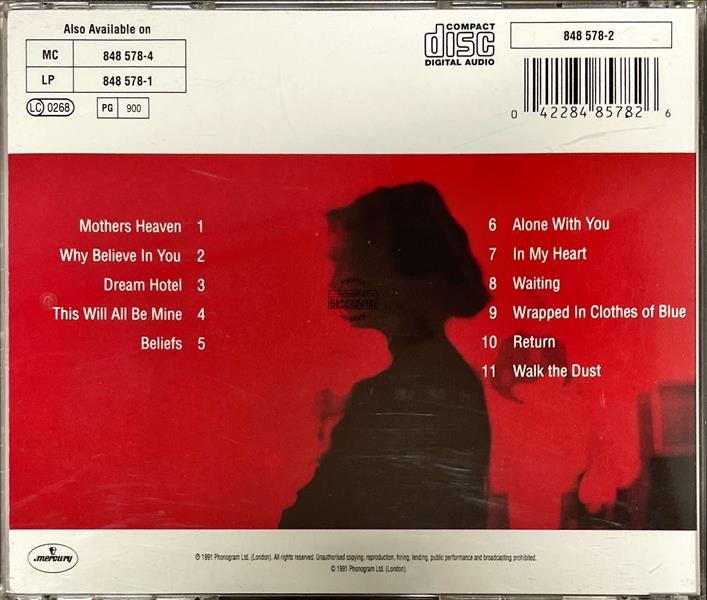 Also Available on
MC 848 578-4
LP 848 578-1
LC 0268
PG 900
COMPACT
disc
DIGITAL AUDIO
848 578-2
0 42284 85782 6
Mothers Heaven 1
Why Believe In You 2
Dream Hotel 3
This Will All Be Mine 4
Beliefs 5
6 Alone With You
7 In My Heart
8 Waiting
9 Wrapped In Clothes of Blue
10 Return
11 Walk the Dust
mercury
℗ 1991 Phonogram Ltd. (London). All rights reserved. Unauthorised copying, reproduction, hiring, lending, public performance and broadcasting prohibited.
© 1991 Phonogram Ltd. (London).